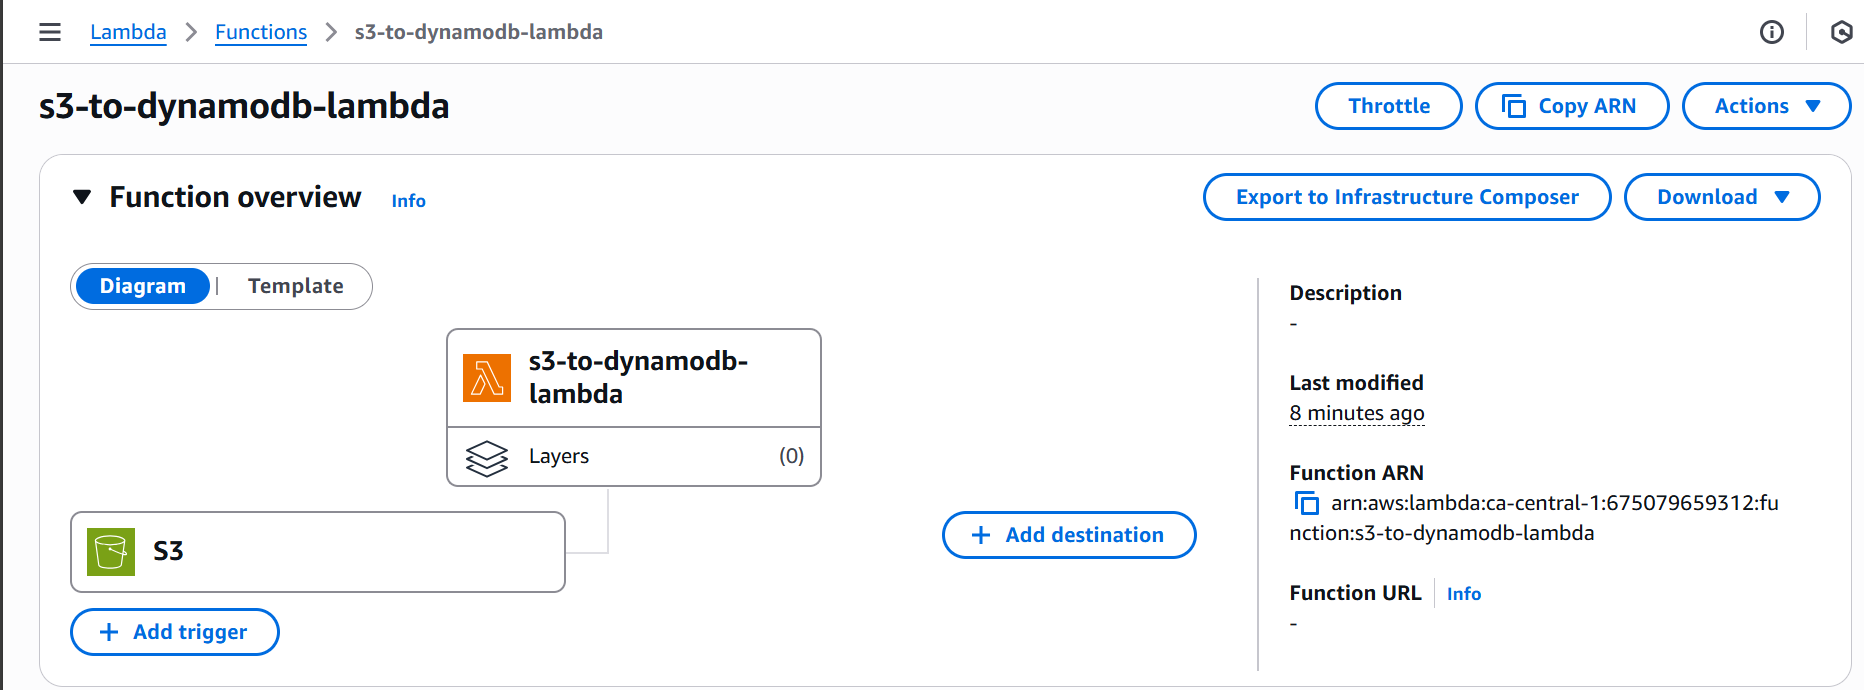 Lambda > Functions > s3-to-dynamodb-lambda
s3-to-dynamodb-lambda
Throttle
Copy ARN
Actions
Function overview
Info
Export to Infrastructure Composer
Download
Diagram | Template
s3-to-dynamodb-
lambda
Layers (0)
S3
+ Add trigger
+ Add destination
Description
-
Last modified
8 minutes ago
Function ARN
arn:aws:lambda:ca-central-1:675079659312:fu
nction:s3-to-dynamodb-lambda
Function URL | Info
-